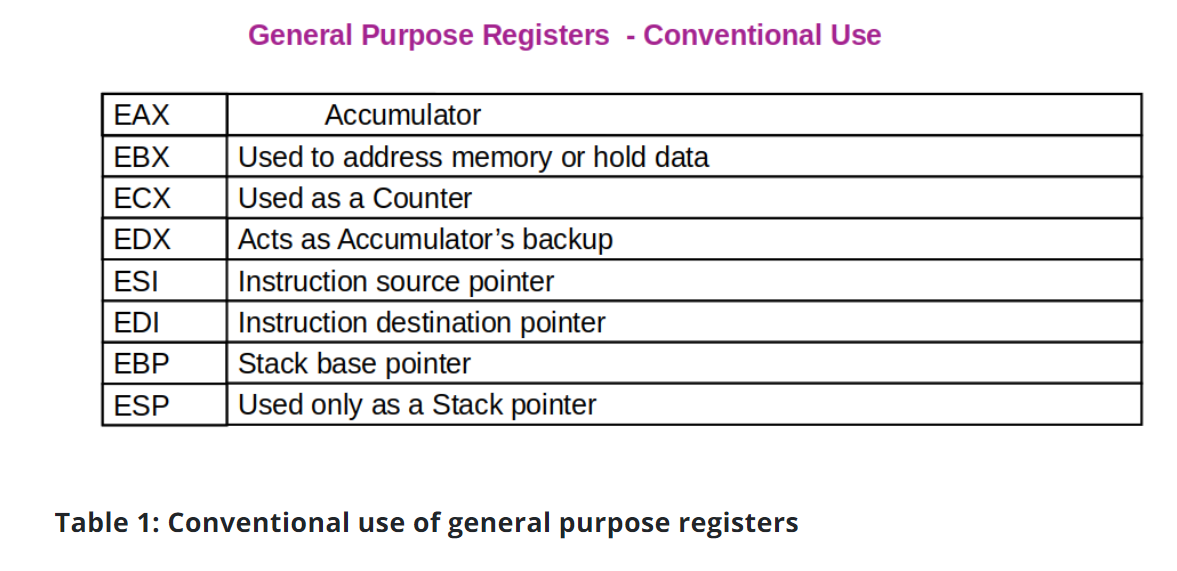 General Purpose Registers - Conventional Use
EAX Accumulator
EBX Used to address memory or hold data
ECX Used as a Counter
EDX Acts as Accumulator’s backup
ESI Instruction source pointer
EDI Instruction destination pointer
EBP Stack base pointer
ESP Used only as a Stack pointer
Table 1: Conventional use of general purpose registers